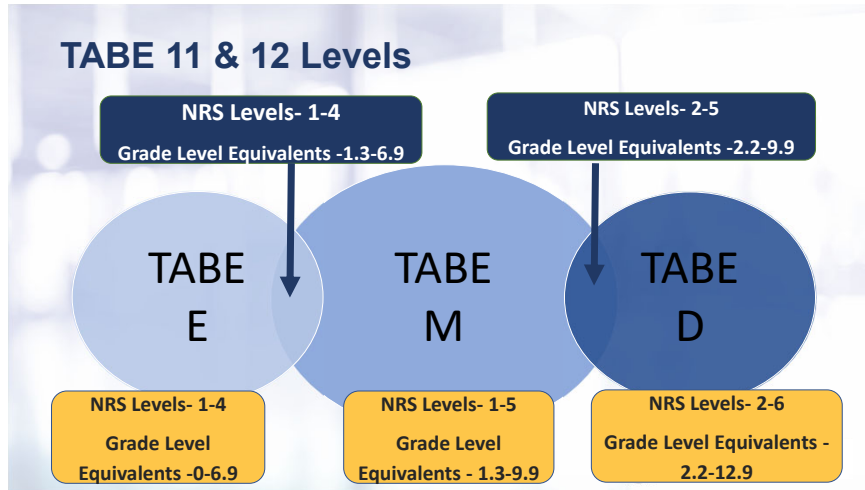 TABE 11 & 12 Levels
NRS Levels- 1-4
Grade Level Equivalents -1.3-6.9
NRS Levels- 2-5
Grade Level Equivalents -2.2-9.9
TABE
E
TABE
M
TABE
D
NRS Levels- 1-4
Grade Level
Equivalents -0-6.9
NRS Levels- 1-5
Grade Level
Equivalents - 1.3-9.9
NRS Levels- 2-6
Grade Level Equivalents -
2.2-12.9